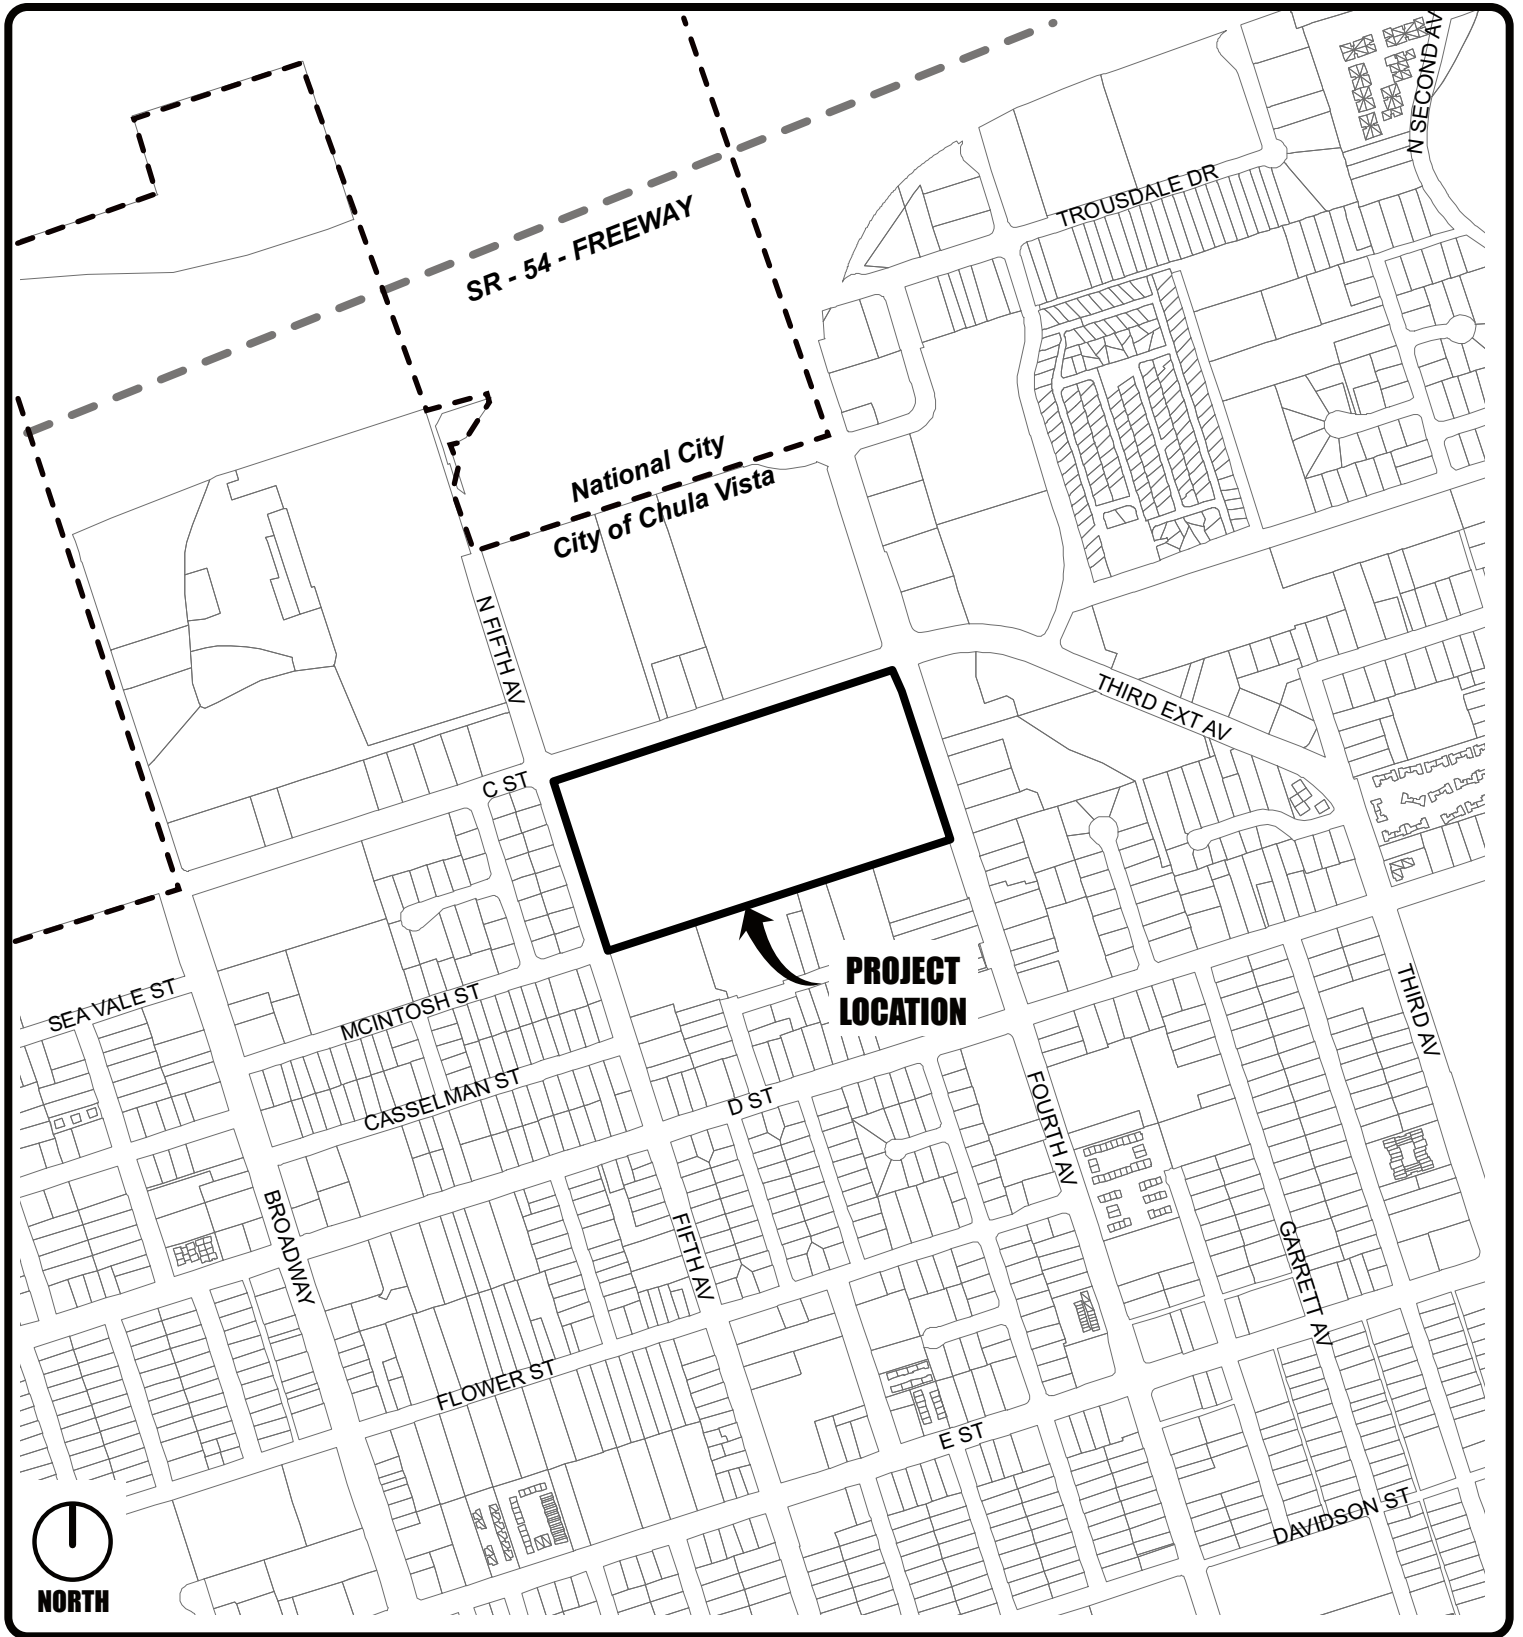 N SECOND AV
TROUSDALE DR
SR - 54 - FREEWAY
National City
City of Chula Vista
N FIFTH AV
THIRD EXT AV
C ST
PROJECT
LOCATION
SEA VALE ST
MCINTOSH ST
THIRD AV
CASSELMAN ST
D ST
FOURTH AV
BROADWAY
FIFTH AV
GARRETT AV
FLOWER ST
E ST
DAVIDSON ST
NORTH